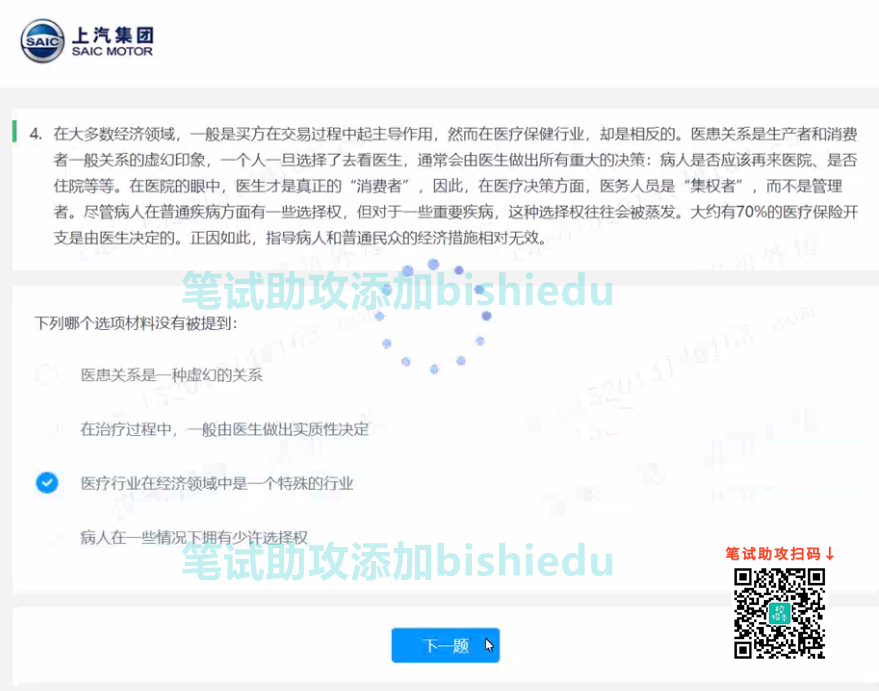 SAIC
上汽集团
SAIC MOTOR
4. 在大多数经济领域，一般是买方在交易过程中起主导作用，然而在医疗保健行业，却是相反的。医患关系是生产者和消费
者一般关系的虚幻印象，一个人一旦选择了去看医生，通常会由医生做出所有重大的决策：病人是否应该再来医院、是否
住院等等。在医院的眼中，医生才是真正的“消费者”，因此，在医疗决策方面，医务人员是“集权者”，而不是管理
者。尽管病人在普通疾病方面有一些选择权，但对于一些重要疾病，这种选择权往往会被蒸发。大约有70%的医疗保险开
支是由医生决定的。正因如此，指导病人和普通民众的经济措施相对无效。
笔试助攻添加bishiedu
下列哪个选项材料没有被提到：
医患关系是一种虚幻的关系
在治疗过程中，一般由医生做出实质性决定
医疗行业在经济领域中是一个特殊的行业
病人在一些情况下拥有少许选择权
笔试助攻添加bishiedu
笔试助攻扫码↓
下一题